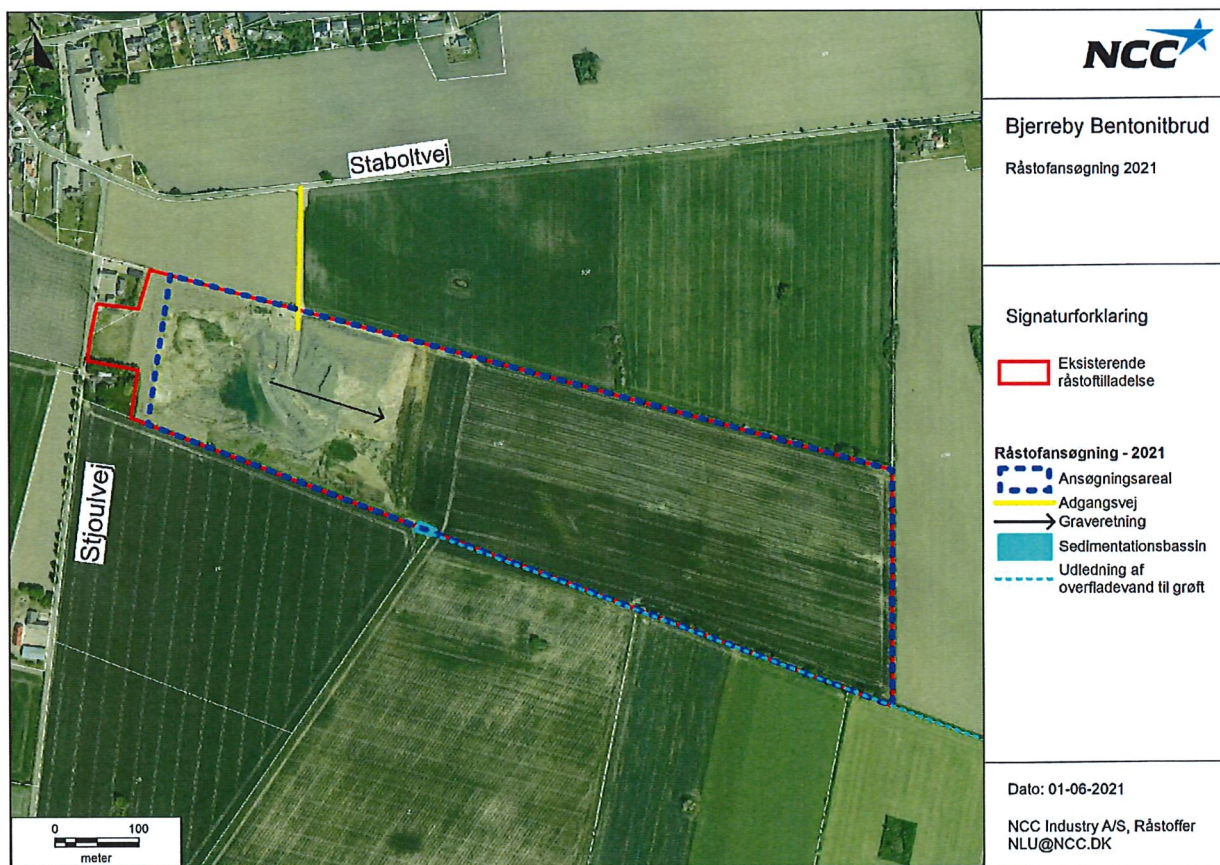 N
Staboltvej
Stjoulvej
0 100
meter
NCC
Bjerreby Bentonitbrud
Råstofansøgning 2021
Signaturforklaring
Eksisterende
råstoftilladelse
Råstofansøgning - 2021
Ansøgningsareal
Adgangsvej
Graveretning
Sedimentationsbassin
Udledning af
overfladevand til grøft
Dato: 01-06-2021
NCC Industry A/S, Råstoffer
NLU@NCC.DK